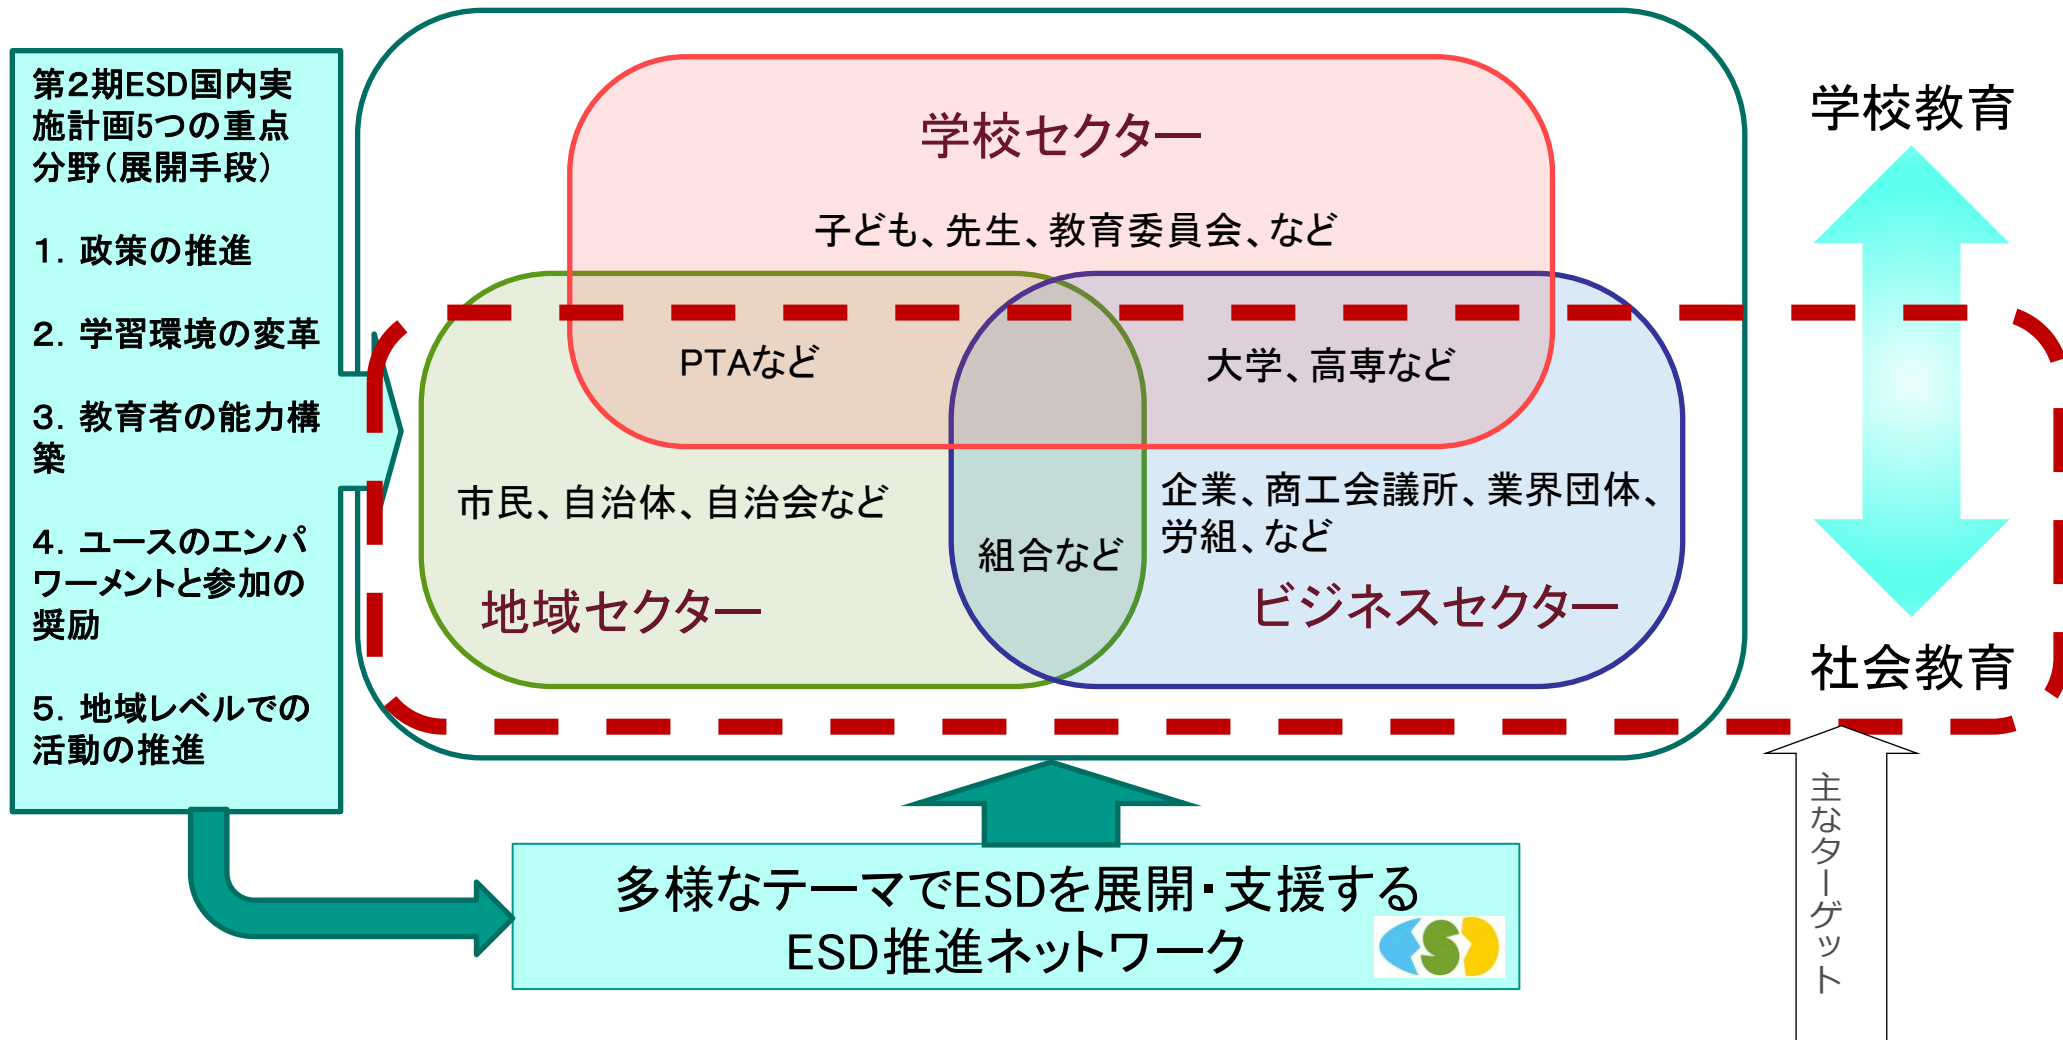 第2期ESD国内実
施計画5つの重点
分野（展開手段）
１．政策の推進
２．学習環境の変革
３．教育者の能力構
築
４．ユースのエンパ
ワーメントと参加の
奨励
５．地域レベルでの
活動の推進
学校セクター
子ども、先生、教育委員会、など
PTAなど
大学、高専など
市民、自治体、自治会など
組合など
企業、商工会議所、業界団体、
労組、など
地域セクター
ビジネスセクター
学校教育
社会教育
主なターゲット
多様なテーマでESDを展開・支援する
ESD推進ネットワーク
ESD